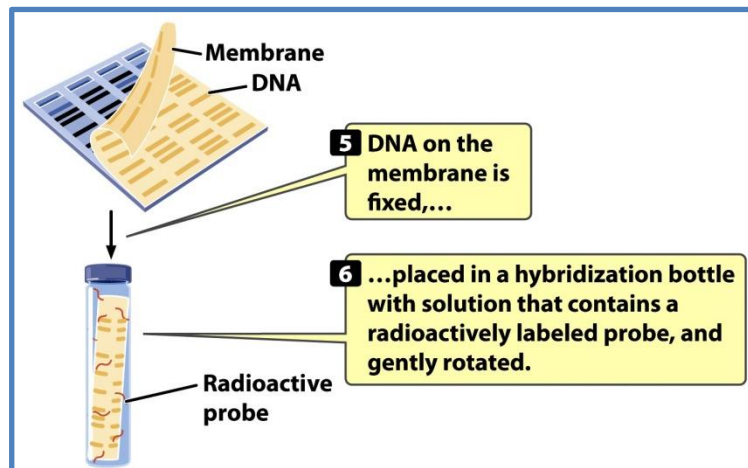 Membrane
DNA
5 DNA on the
membrane is
fixed,...
6 ...placed in a hybridization bottle
with solution that contains a
radioactively labeled probe, and
gently rotated.
Radioactive
probe